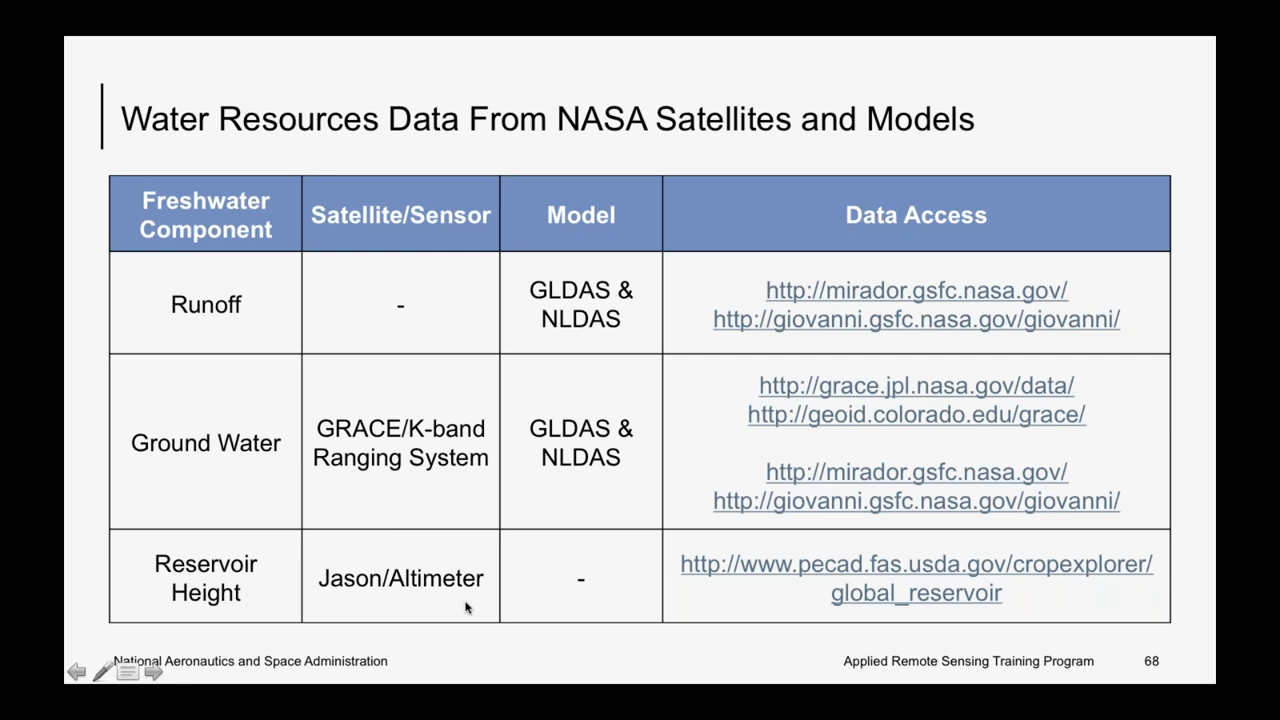 Water Resources Data From NASA Satellites and Models
Freshwater
Component
Satellite/Sensor
Model
Data Access
Runoff
-
GLDAS &
NLDAS
http://mirador.gsfc.nasa.gov/
http://giovanni.gsfc.nasa.gov/giovanni/
Ground Water
GRACE/K-band
Ranging System
GLDAS &
NLDAS
http://grace.jpl.nasa.gov/data/
http://geoid.colorado.edu/grace/
http://mirador.gsfc.nasa.gov/
http://giovanni.gsfc.nasa.gov/giovanni/
Reservoir
Height
Jason/Altimeter
-
http://www.pecad.fas.usda.gov/cropexplorer/
global_reservoir
National Aeronautics and Space Administration
Applied Remote Sensing Training Program
68